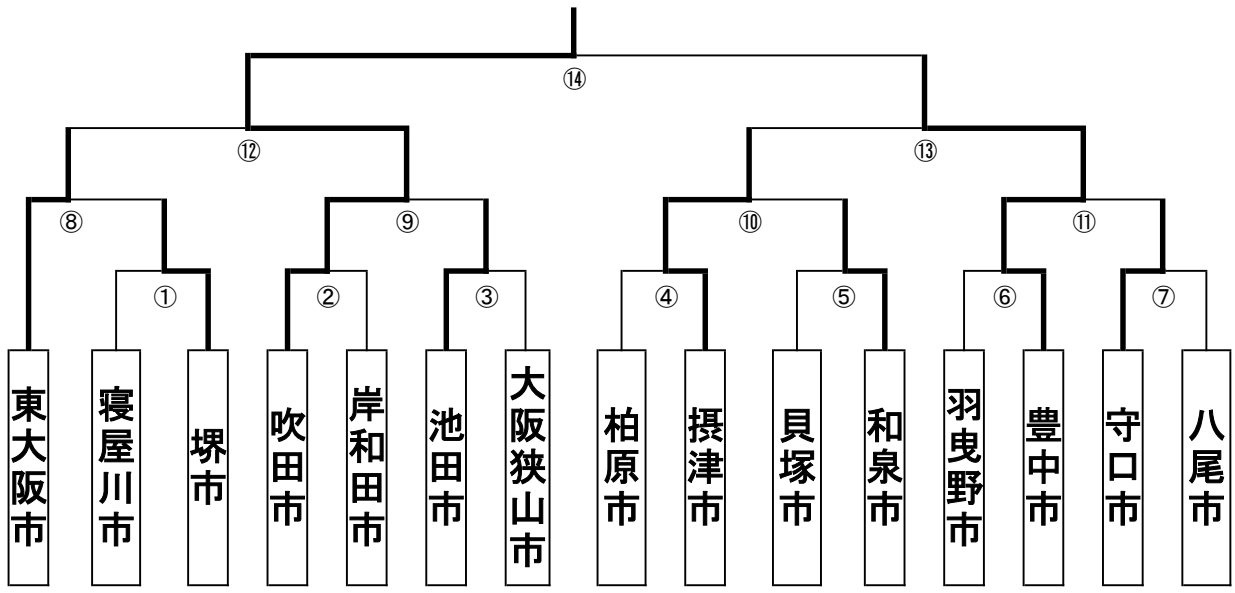 ⑭
⑫
⑬
⑧
⑨
⑩
⑪
①
②
③
④
⑤
⑥
⑦
東大阪市
寝屋川市
堺市
吹田市
岸和田市
池田市
大阪狭山市
柏原市
摂津市
貝塚市
和泉市
羽曳野市
豊中市
守口市
八尾市